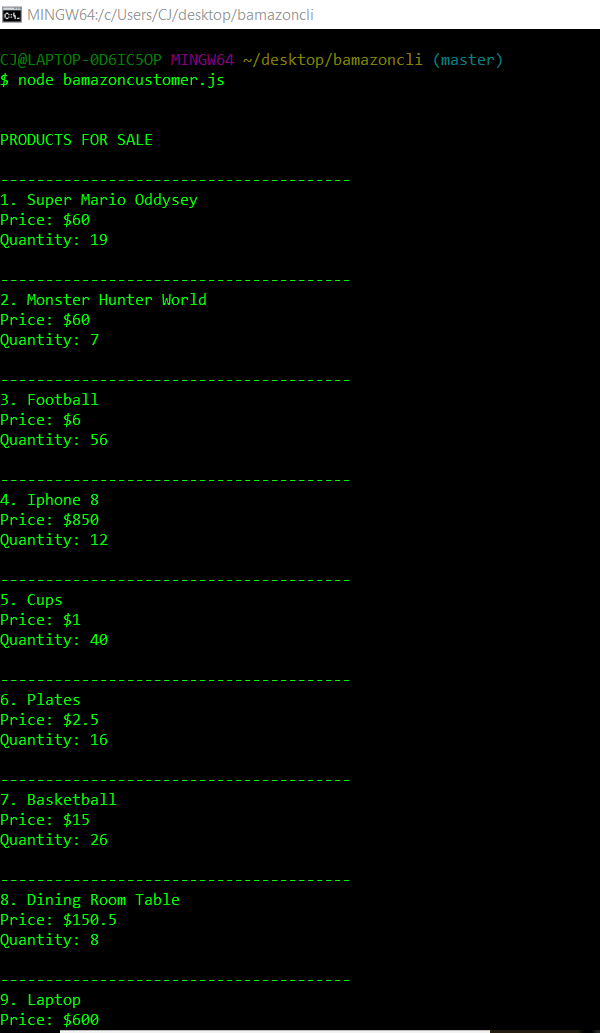 MINGW64:/c/Users/CJ/desktop/bamazoncli
CJ@LAPTOP-0D6IC5OP MINGW64 ~/desktop/bamazoncli (master)
$ node bamazoncustomer.js
PRODUCTS FOR SALE
---------------------------------------
1. Super Mario Oddysey
Price: $60
Quantity: 19
---------------------------------------
2. Monster Hunter World
Price: $60
Quantity: 7
---------------------------------------
3. Football
Price: $6
Quantity: 56
---------------------------------------
4. Iphone 8
Price: $850
Quantity: 12
---------------------------------------
5. Cups
Price: $1
Quantity: 40
---------------------------------------
6. Plates
Price: $2.5
Quantity: 16
---------------------------------------
7. Basketball
Price: $15
Quantity: 26
---------------------------------------
8. Dining Room Table
Price: $150.5
Quantity: 8
---------------------------------------
9. Laptop
Price: $600